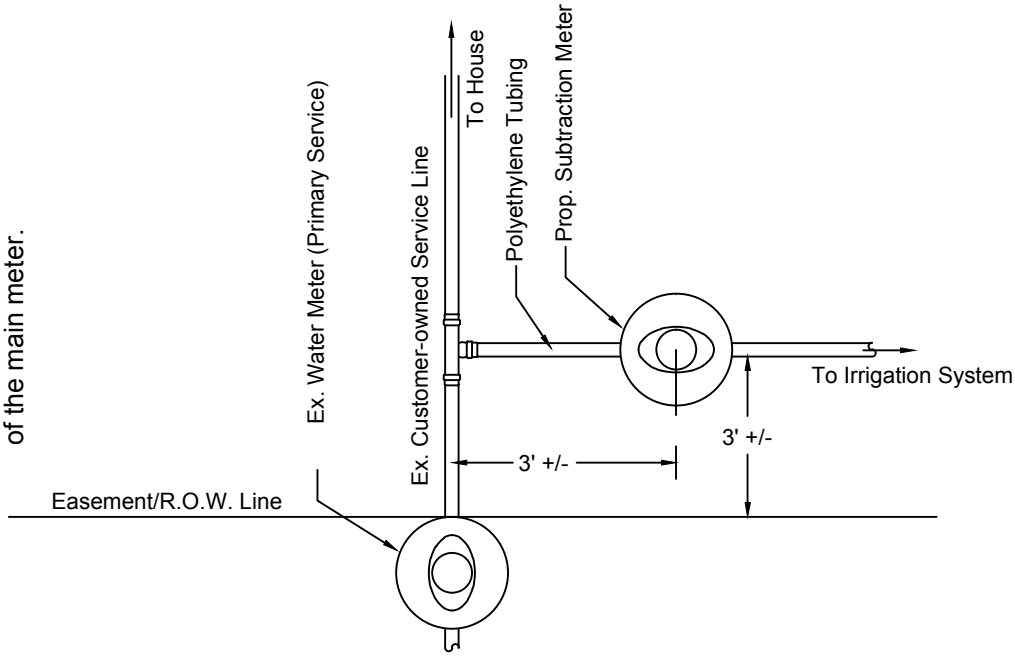 of the main meter.
Ex. Water Meter (Primary Service)
Ex. Customer-owned Service Line
To House
Polyethylene Tubing
Prop. Subtraction Meter
To Irrigation System
3' +/-
3' +/-
Easement/R.O.W. Line